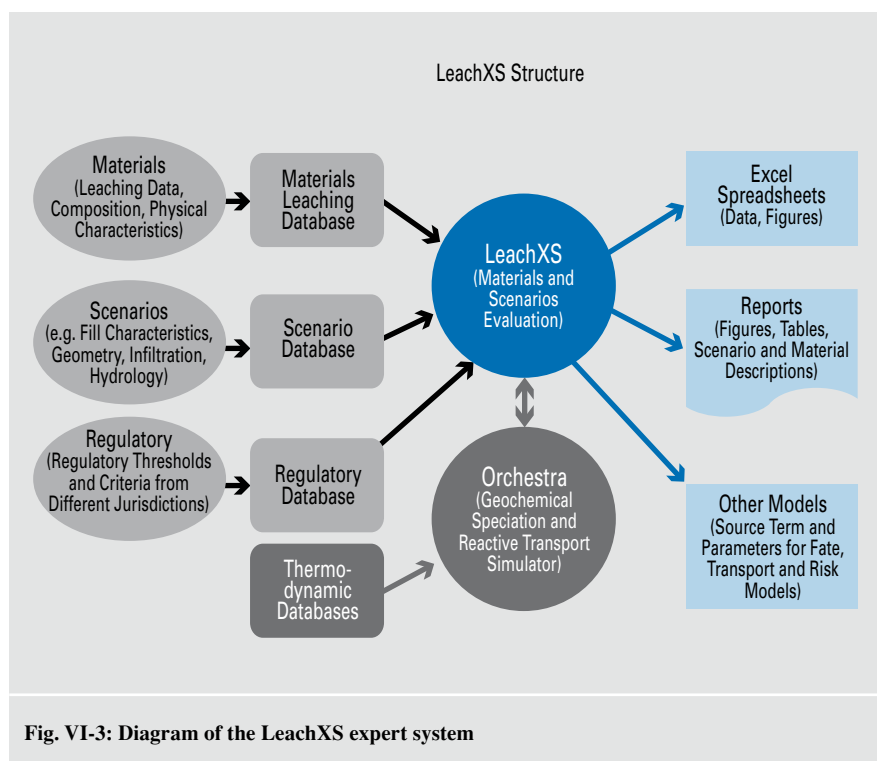 LeachXS Structure
Materials
(Leaching Data,
Composition, Physical
Characteristics)
Materials
Leaching
Database
Scenarios
(e.g. Fill Characteristics,
Geometry, Infiltration,
Hydrology)
Scenario
Database
Regulatory
(Regulatory Thresholds
and Criteria from
Different Jurisdictions)
Regulatory
Database
Thermo-
dynamic
Databases
LeachXS
(Materials and
Scenarios
Evaluation)
Orchestra
(Geochemical
Speciation and
Reactive Transport
Simulator)
Excel
Spreadsheets
(Data, Figures)
Reports
(Figures, Tables,
Scenario and Material
Descriptions)
Other Models
(Source Term and
Parameters for Fate,
Transport and Risk
Models)
Fig. VI-3: Diagram of the LeachXS expert system